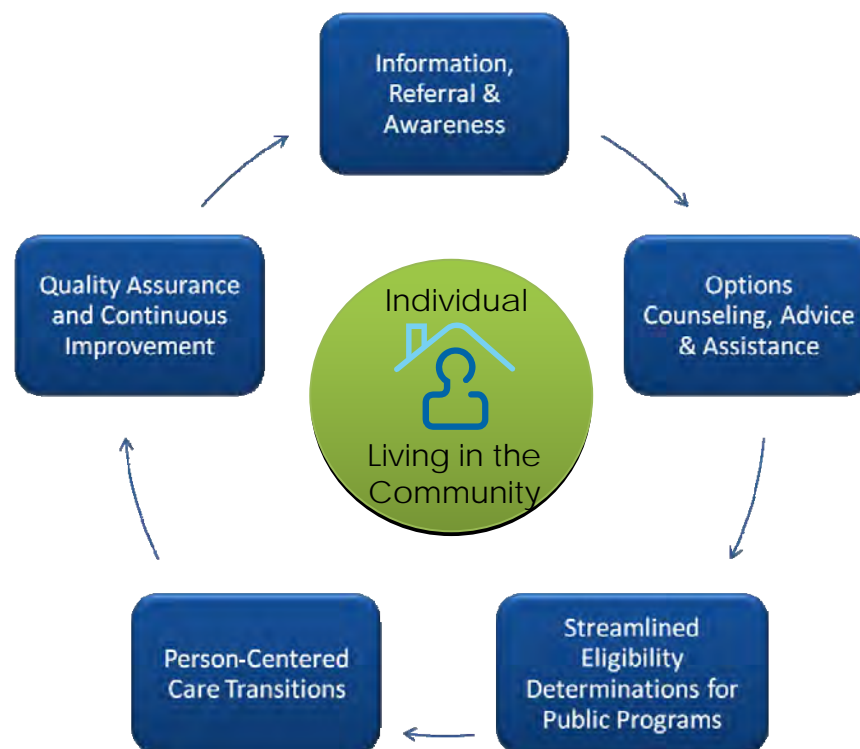 Information,
Referral &
Awareness
Options
Counseling, Advice
& Assistance
Streamlined
Eligibility
Determinations for
Public Programs
Person-Centered
Care Transitions
Quality Assurance
and Continuous
Improvement
Individual
Living in the
Community